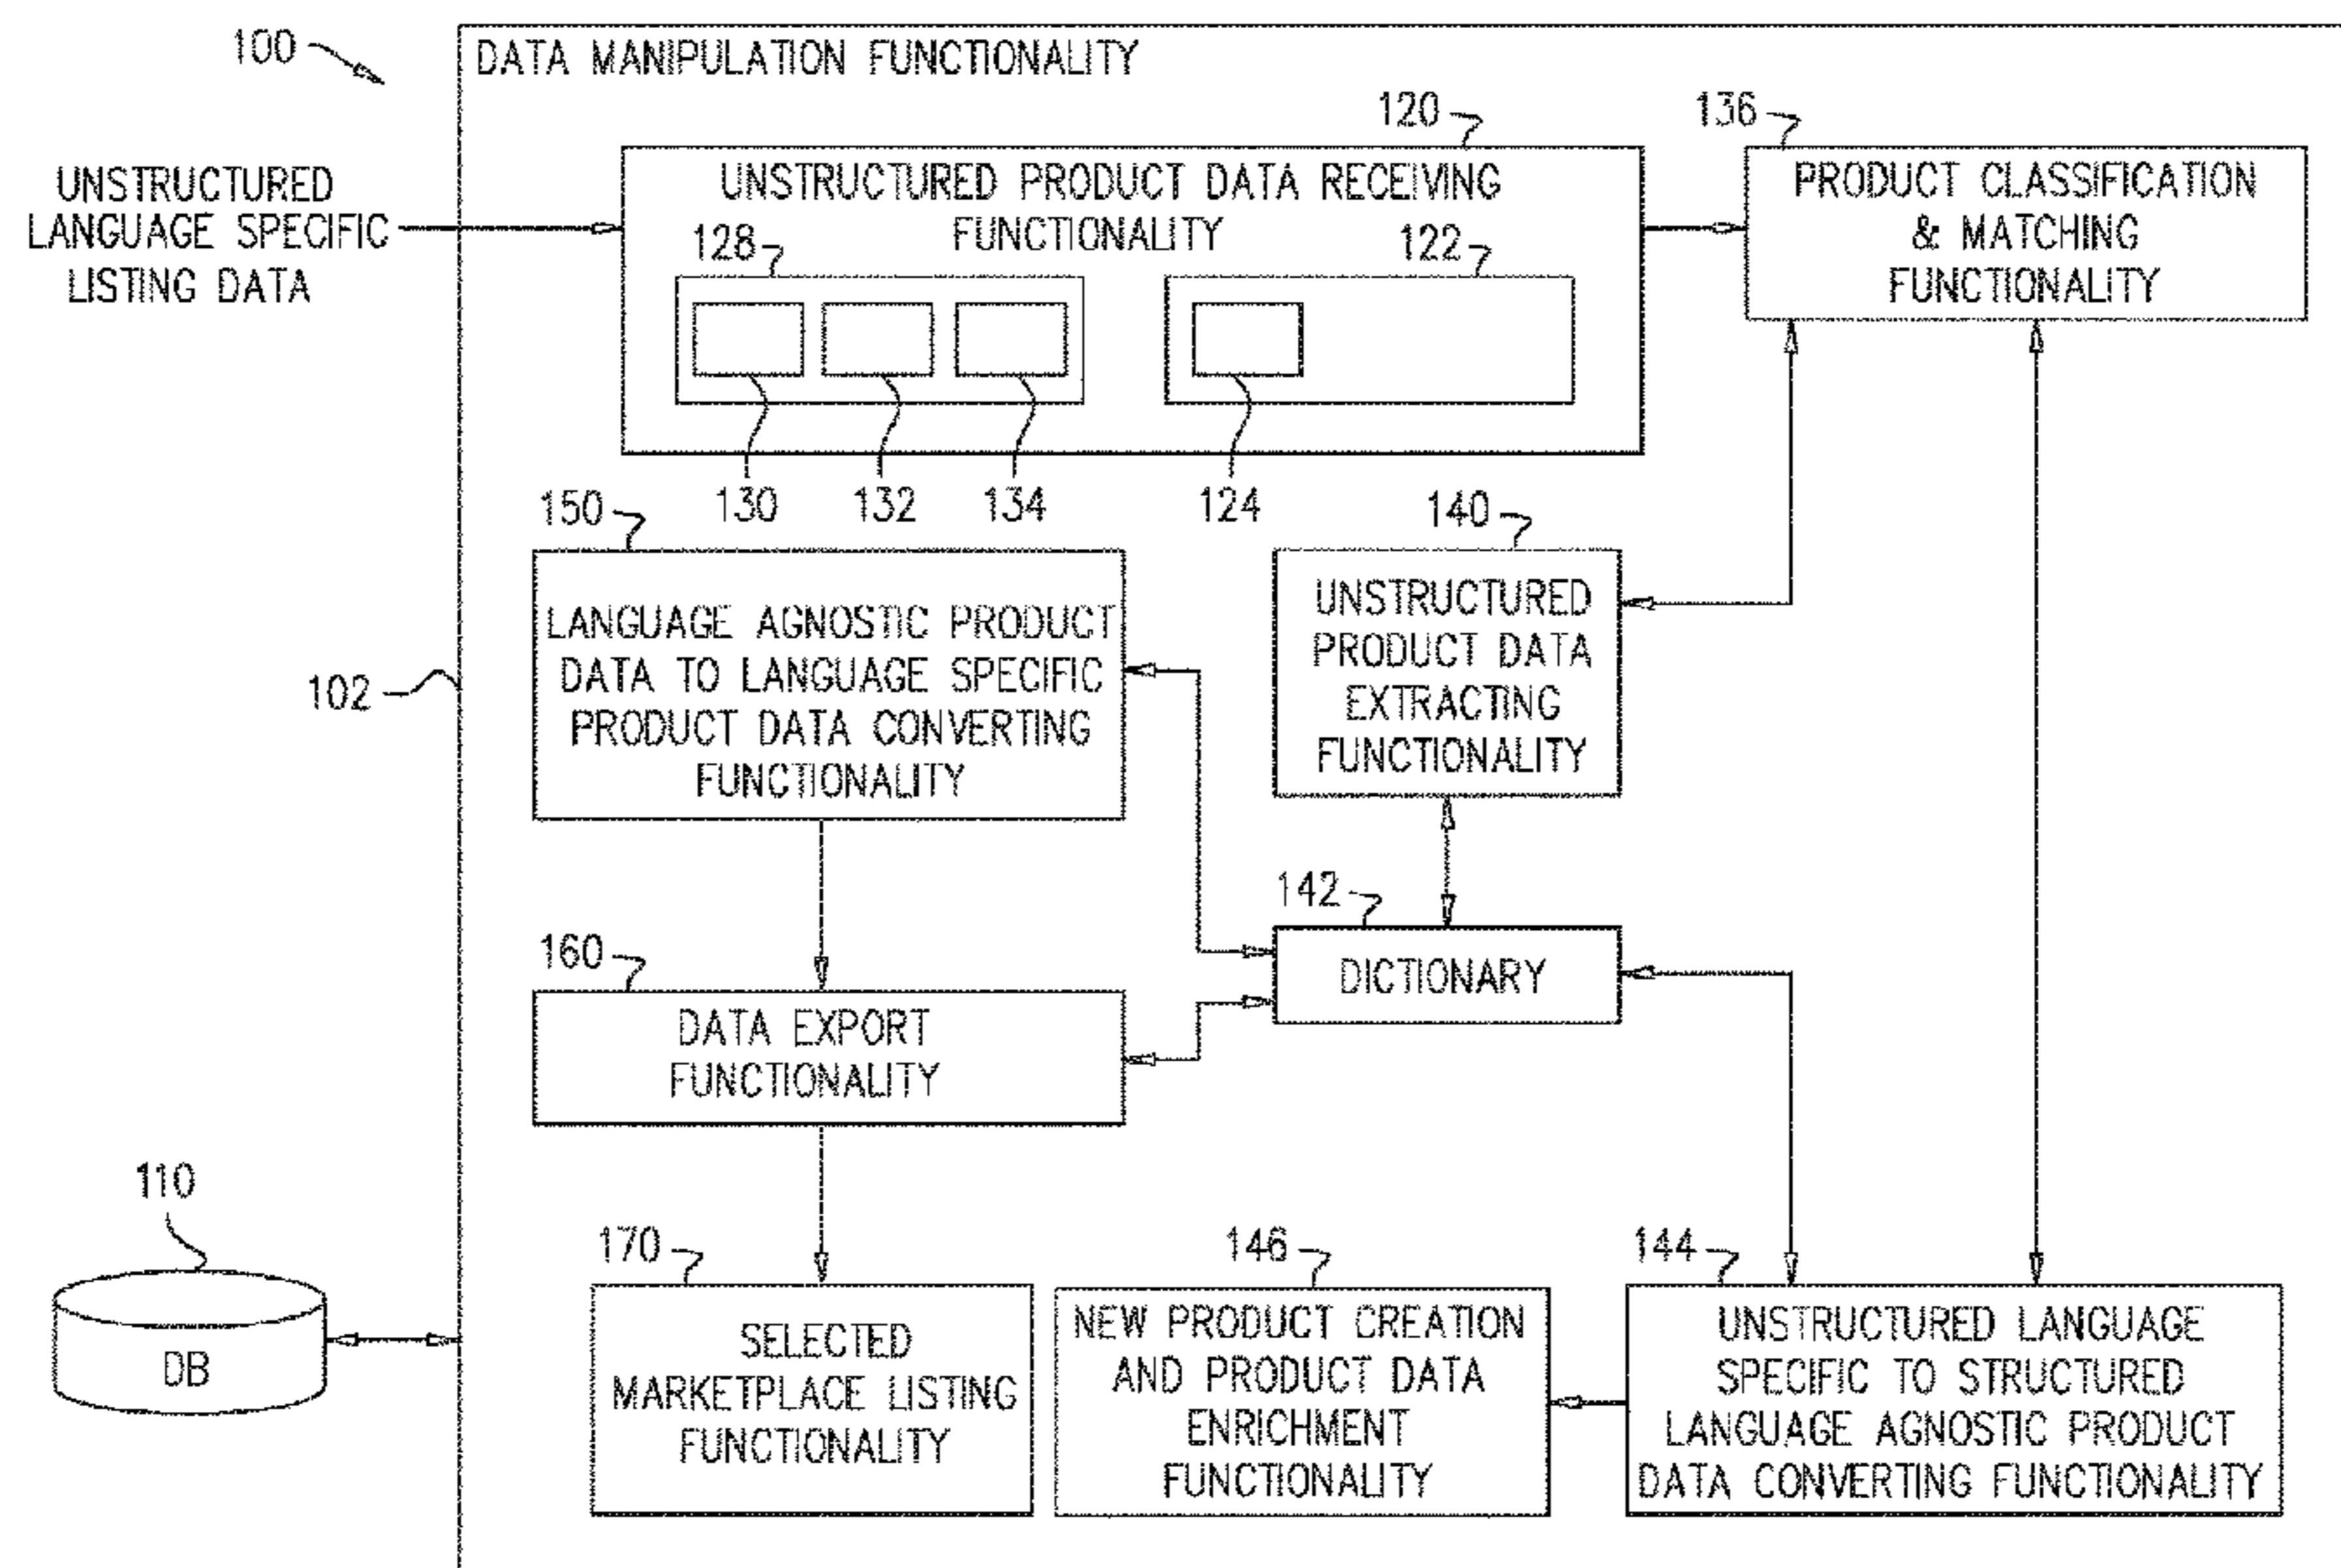 100
DATA MANIPULATION FUNCTIONALITY
UNSTRUCTURED
LANGUAGE SPECIFIC
LISTING DATA
120
UNSTRUCTURED PRODUCT DATA RECEIVING
FUNCTIONALITY
128
122
130
132
134
124
136
PRODUCT CLASSIFICATION
& MATCHING
FUNCTIONALITY
150
LANGUAGE AGNOSTIC PRODUCT
DATA TO LANGUAGE SPECIFIC
PRODUCT DATA CONVERTING
FUNCTIONALITY
140
UNSTRUCTURED
PRODUCT DATA
EXTRACTING
FUNCTIONALITY
102
142
DICTIONARY
160
DATA EXPORT
FUNCTIONALITY
110
DB
170
SELECTED
MARKETPLACE LISTING
FUNCTIONALITY
146
NEW PRODUCT CREATION
AND PRODUCT DATA
ENRICHMENT
FUNCTIONALITY
144
UNSTRUCTURED LANGUAGE
SPECIFIC TO STRUCTURED
LANGUAGE AGNOSTIC PRODUCT
DATA CONVERTING FUNCTIONALITY